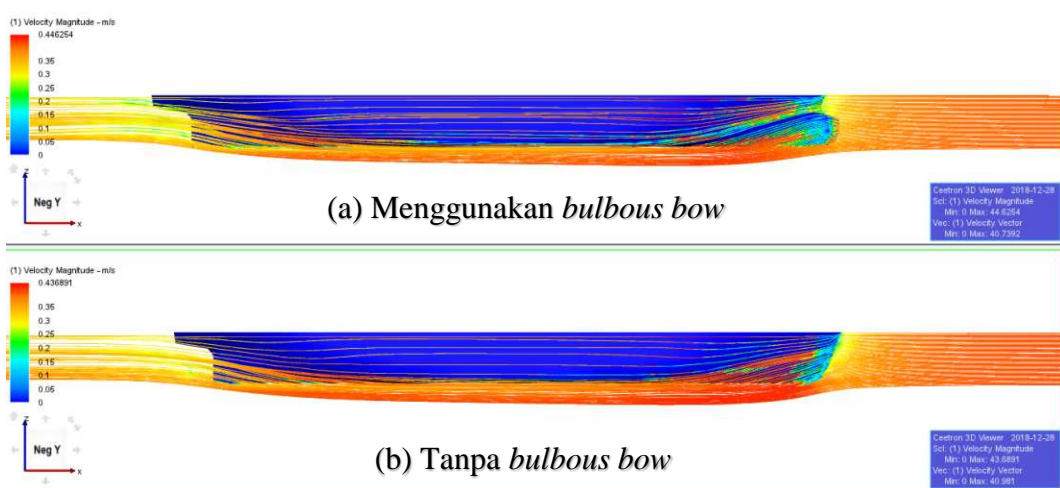 (1) Velocity Magnitude - m/s
0.446254
0.35
0.3
0.25
0.2
0.15
0.1
0.05
0
z
Neg Y
x
(a) Menggunakan bulbous bow
Ceetron 3D Viewer 2018-12-28
Scl: (1) Velocity Magnitude
Min: 0 Max: 44.6254
Vec: (1) Velocity Vector
Min: 0 Max: 40.7392
(1) Velocity Magnitude - m/s
0.436891
0.35
0.3
0.25
0.2
0.15
0.1
0.05
0
z
Neg Y
x
(b) Tanpa bulbous bow
Ceetron 3D Viewer 2018-12-28
Scl: (1) Velocity Magnitude
Min: 0 Max: 43.6891
Vec: (1) Velocity Vector
Min: 0 Max: 40.981